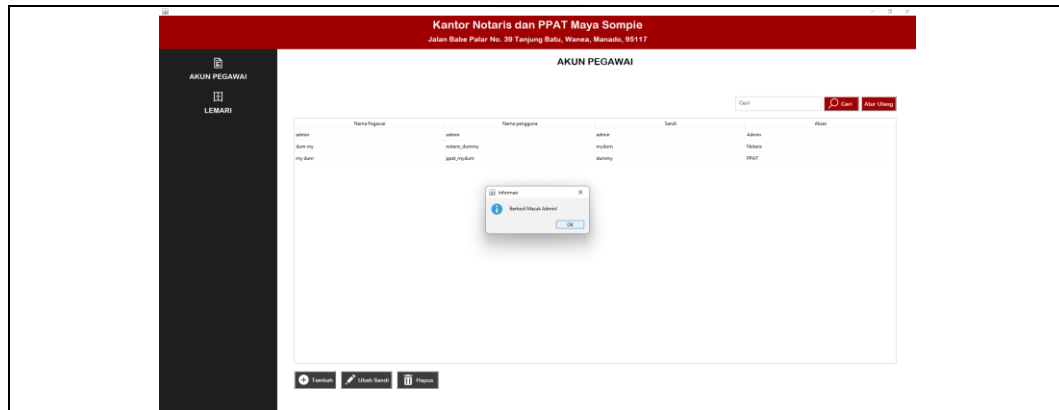 Kantor Notaris dan PPAT Maya Sompie
Jalan Babe Palar No. 39 Tanjung Batu, Wanea, Manado, 95117
AKUN PEGAWAI
LEMARI
AKUN PEGAWAI
Cari Cari Atur Ulang
Nama Pegawai Nama pengguna Sandi Akses
admin admin admin Admin
dum my notaris_dummy mydum Notaris
my dum ppat_mydum dummy PPAT
Informasi
Berhasil Masuk Admin!
OK
Tambah Ubah Sandi Hapus